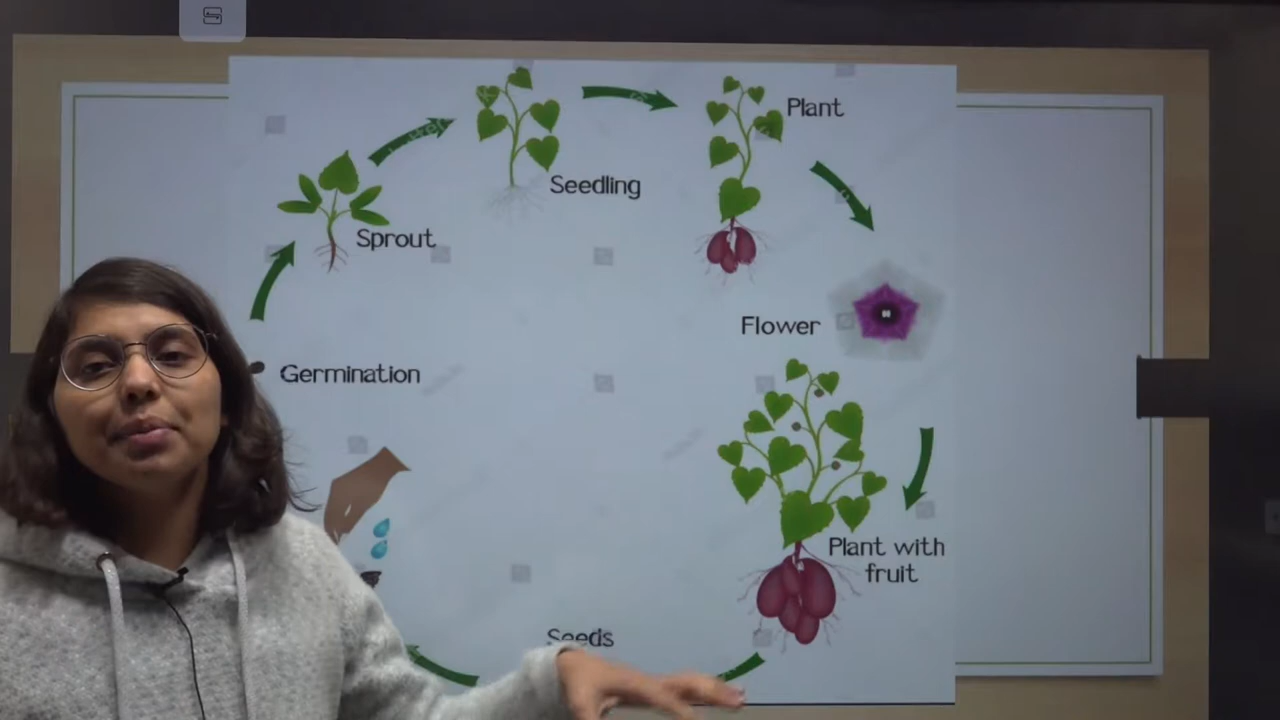 Plant
Seedling
Sprout
Flower
Germination
Plant with
fruit
Seeds